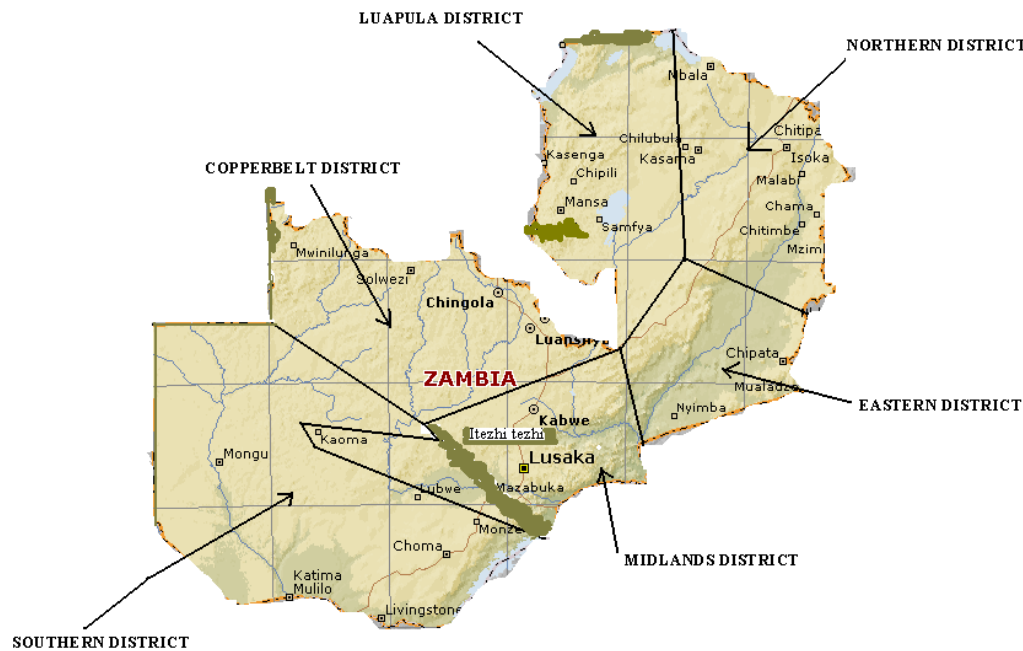 LUAPULA DISTRICT
NORTHERN DISTRICT
Mbala
Chitipa
Chilubula
Kasama
Isoka
Kasenga
COPPERBELT DISTRICT
Chipili
Malabi
Mansa
Chama
Samfya
Chitimbe
Mwinilunga
Solwezi
Chingola
Chipata
ZAMBIA
EASTERN DISTRICT
Nyimba
Kabwe
Itezhi tezhi
Kaoma
Mongu
Lusaka
Mazabuka
Lubwe
Monze
Choma
MIDLANDS DISTRICT
Katima
Mulilo
Livingstone
SOUTHERN DISTRICT